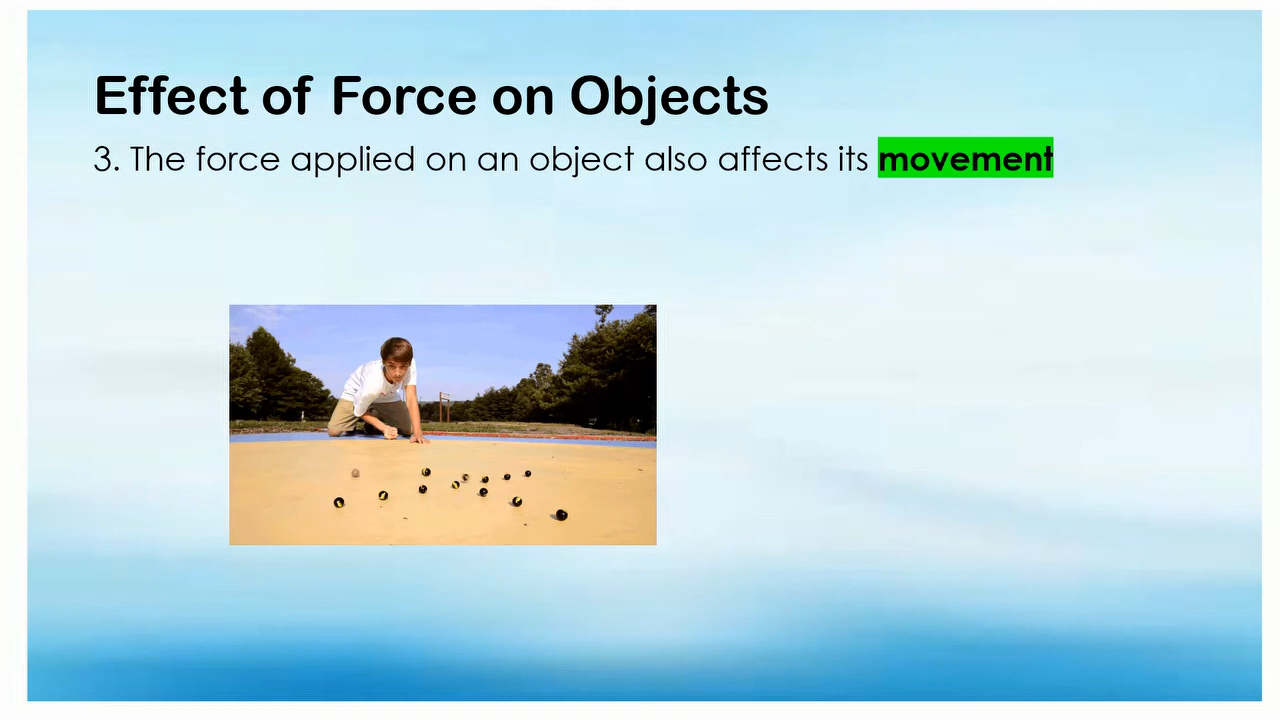 Effect of Force on Objects
3. The force applied on an object also affects its movement